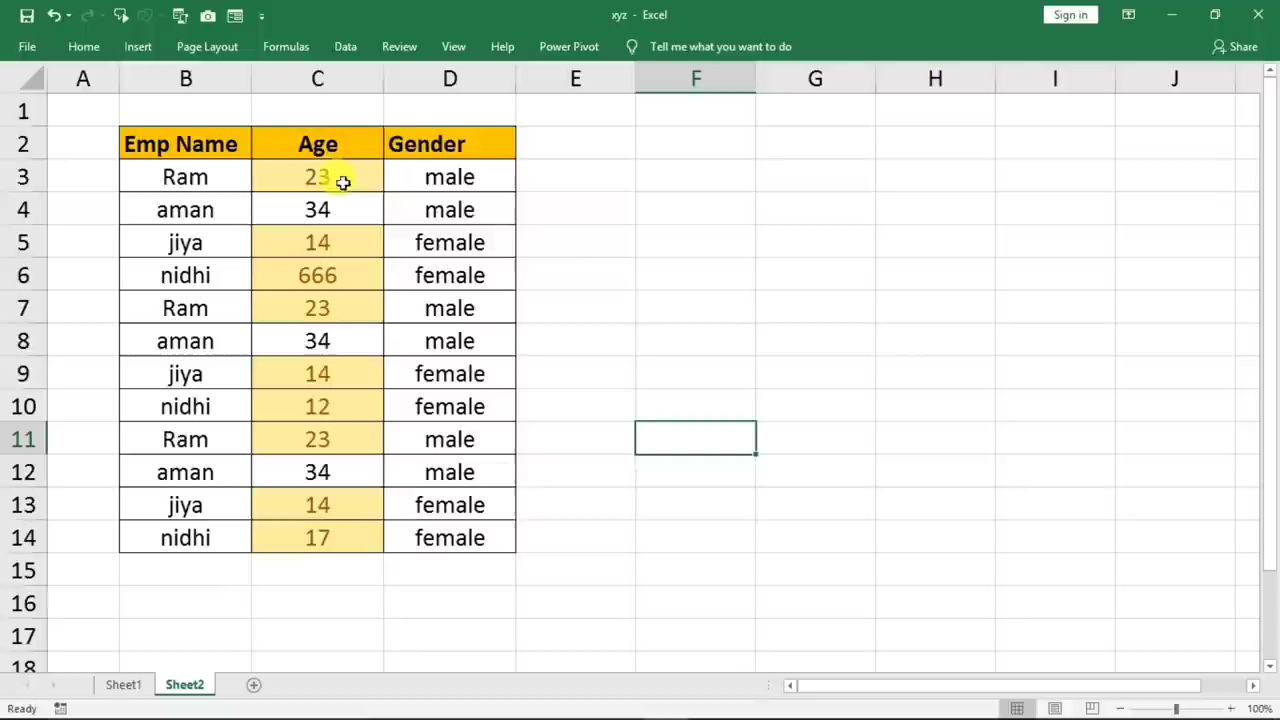 xyz - Excel
Sign in
File Home Insert Page Layout Formulas Data Review View Help Power Pivot Tell me what you want to do Share
A B C D E F G H I J
1
2 Emp Name Age Gender
3 Ram 23 male
4 aman 34 male
5 jiya 14 female
6 nidhi 666 female
7 Ram 23 male
8 aman 34 male
9 jiya 14 female
10 nidhi 12 female
11 Ram 23 male
12 aman 34 male
13 jiya 14 female
14 nidhi 17 female
15
16
17
18
Sheet1 Sheet2
Ready 100%